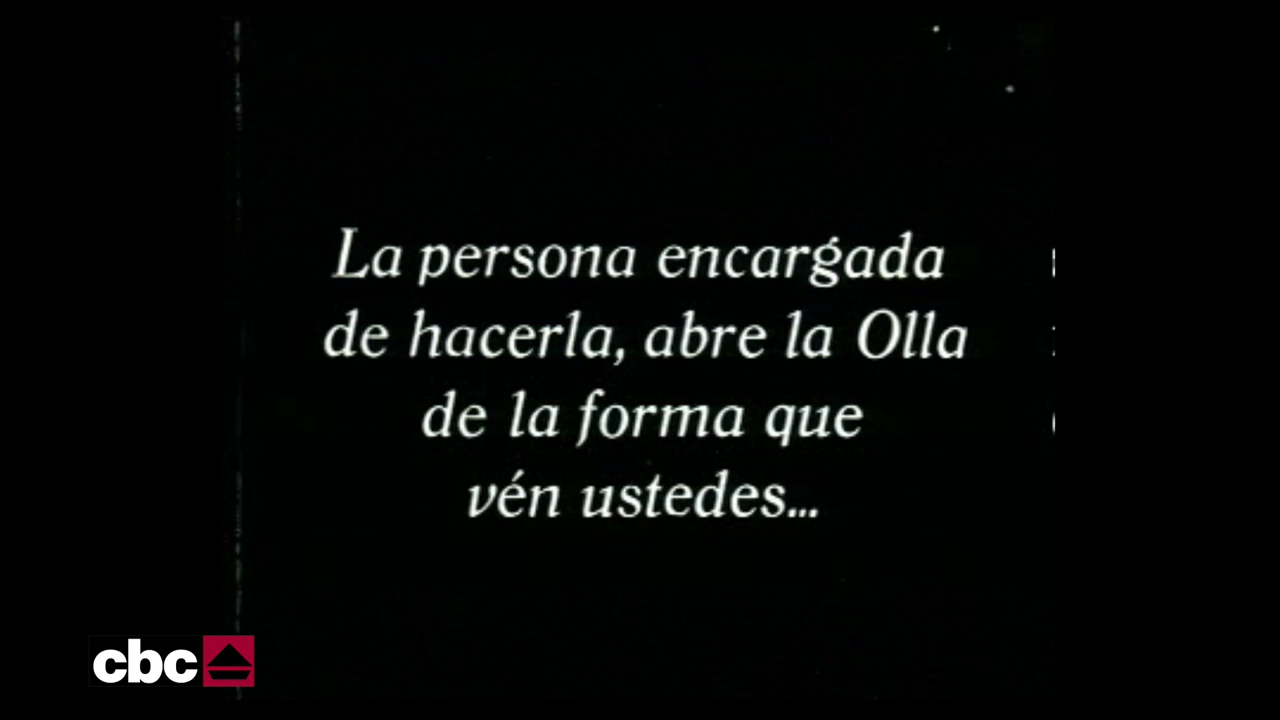 La persona encargada
de hacerla, abre la Olla
de la forma que
vén ustedes...
cbc